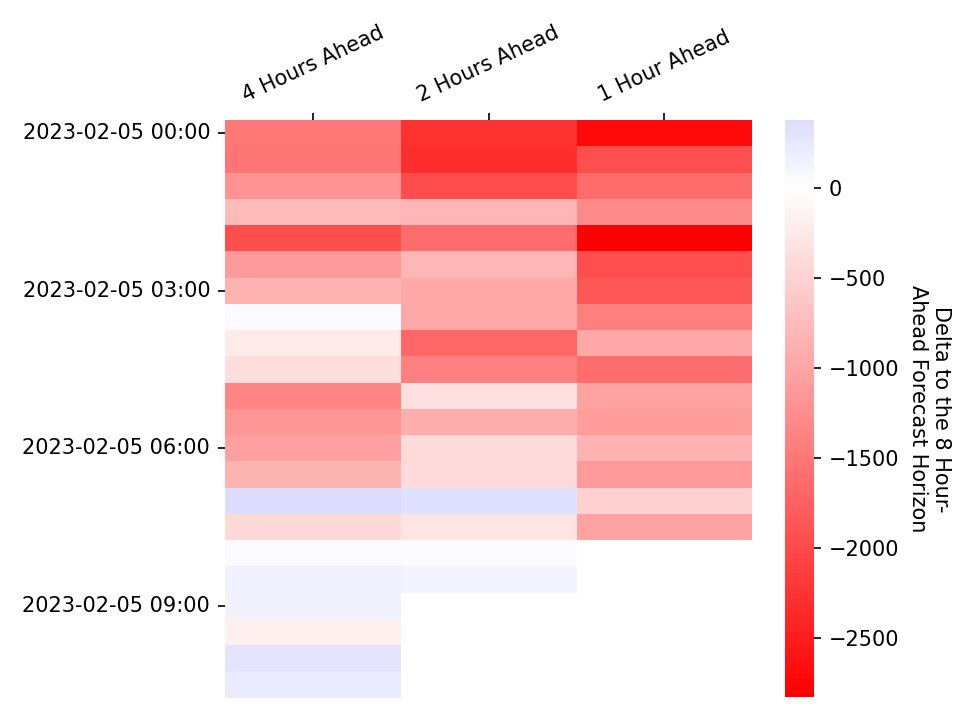 4 Hours Ahead
2 Hours Ahead
1 Hour Ahead
2023-02-05 00:00
2023-02-05 03:00
2023-02-05 06:00
2023-02-05 09:00
0
−500
−1000
−1500
−2000
−2500
Delta to the 8 Hour-
Ahead Forecast Horizon